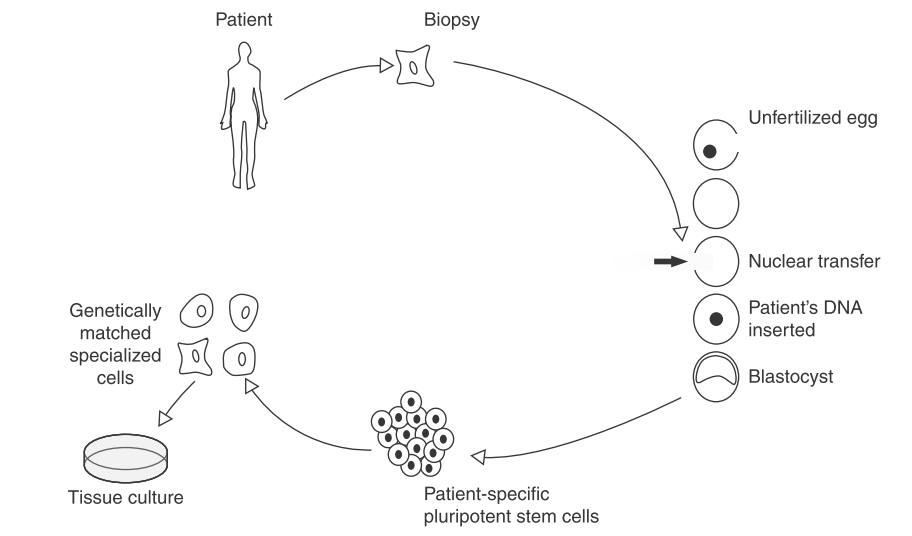 Patient
Biopsy
Unfertilized egg
Nuclear transfer
Patient's DNA
inserted
Blastocyst
Genetically
matched
specialized
cells
Tissue culture
Patient-specific
pluripotent stem cells